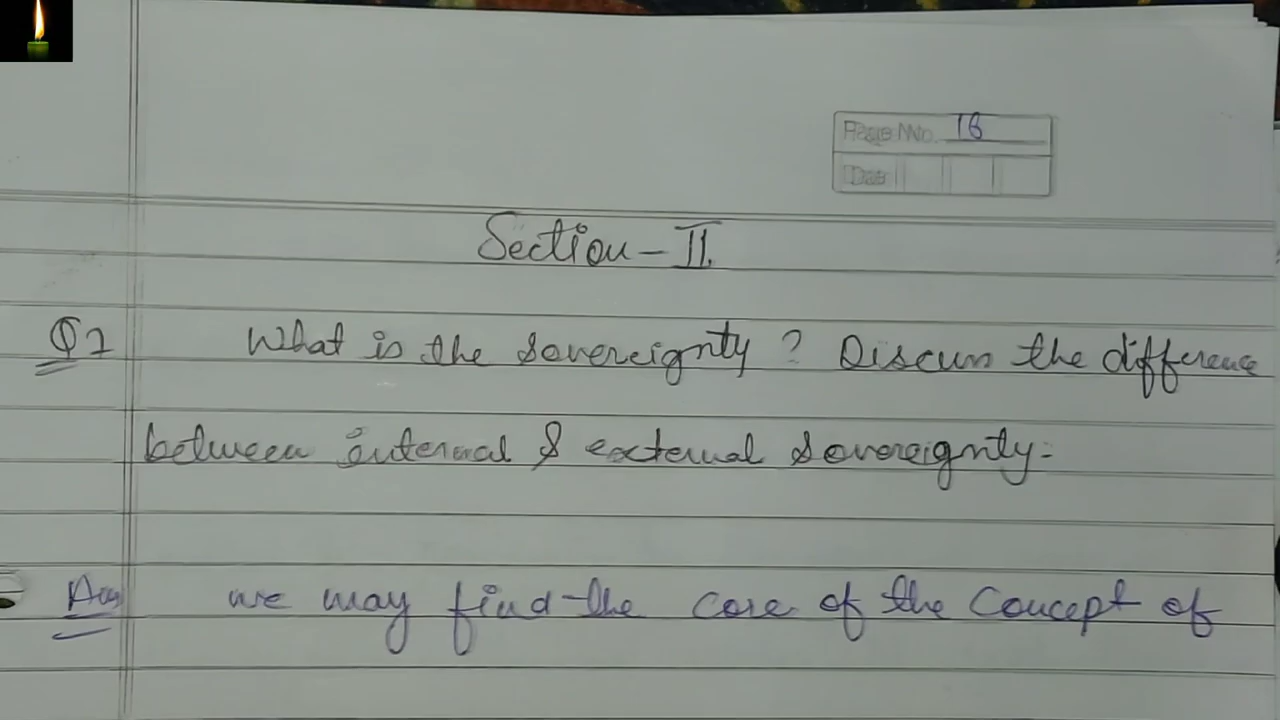 Page No. 16
Date
Section - II.
Q1 What is the sovereignty ? Discuss the difference
between internal & external sovereignty:
Ans we may find the core of the concept of